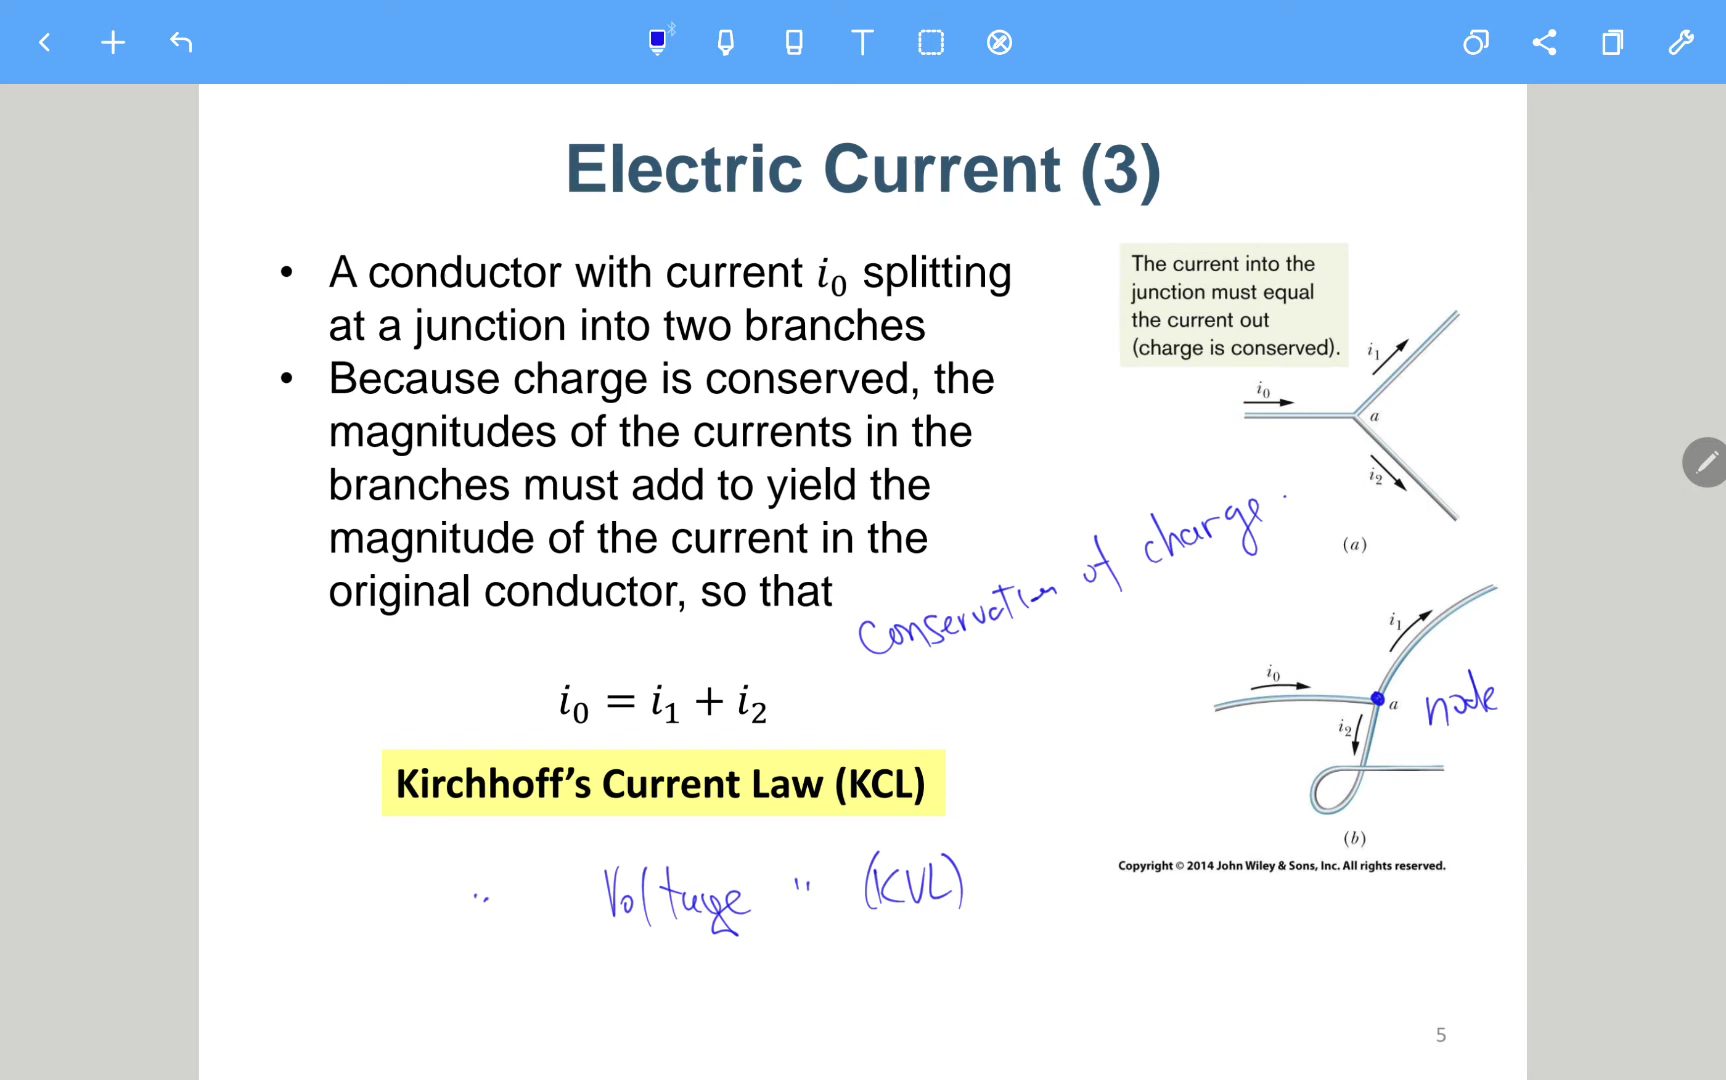 Electric Current (3)
• A conductor with current i₀ splitting
at a junction into two branches
• Because charge is conserved, the
magnitudes of the currents in the
branches must add to yield the
magnitude of the current in the
original conductor, so that
i₀ = i₁ + i₂
Kirchhoff’s Current Law (KCL)
〃 Voltage 〃 (KVL)
Conservation of charge.
The current into the
junction must equal
the current out
(charge is conserved).
i₁
i₀
a
i₂
(a)
i₁
i₀
a
node
i₂
(b)
Copyright © 2014 John Wiley & Sons, Inc. All rights reserved.
5